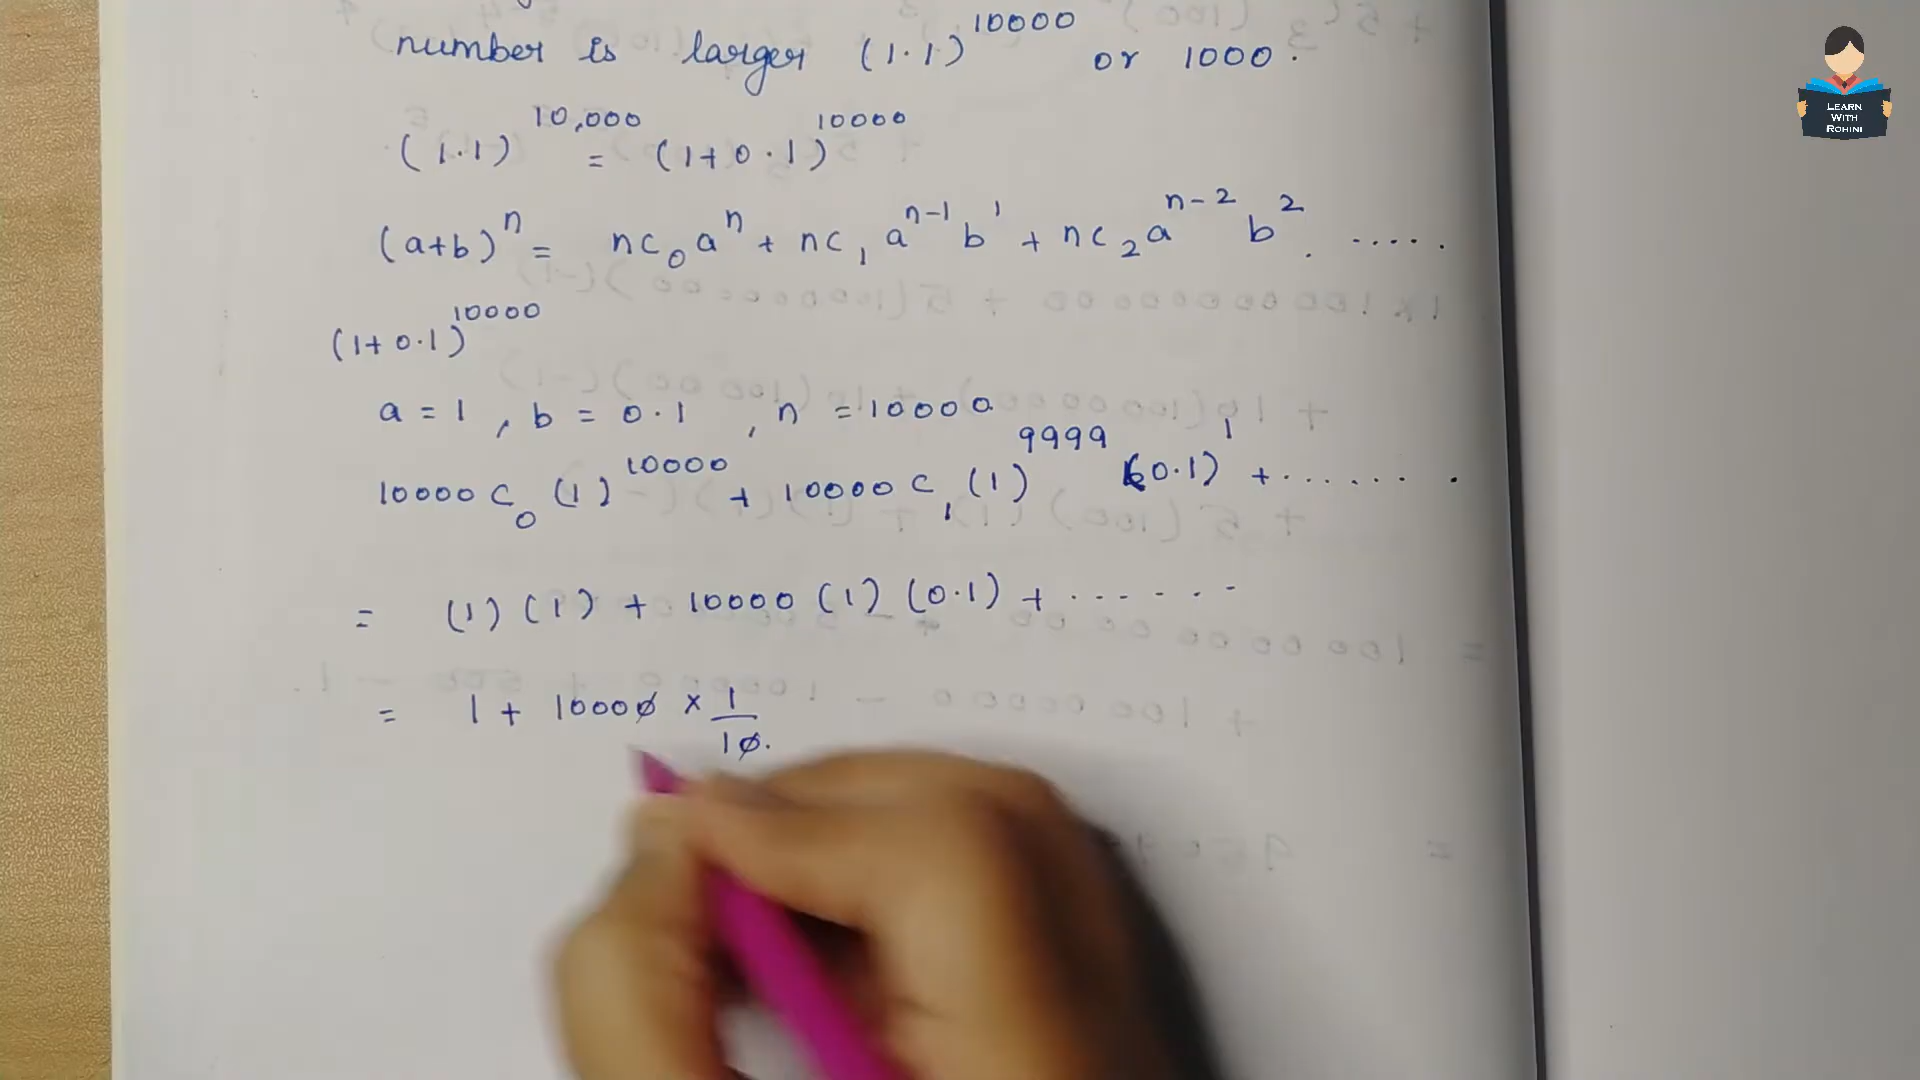 number is larger (1·1)^10000 or 1000.
(1·1)^10,000 = (1+0·1)^10000
(a+b)^n = nC₀ a^n + nC₁ a^n-1 b^1 + nC₂ a^n-2 b^2. .....
(1+0·1)^10000
a = 1, b = 0·1, n = 10000
10000C₀ (1)^10000 + 10000C₁ (1)^9999 (0·1)^1 + .......
= (1) (1) + 10000 (1) (0·1) + ......
= 1 + 10000 × 1/10.
LEARN
WITH
ROHINI